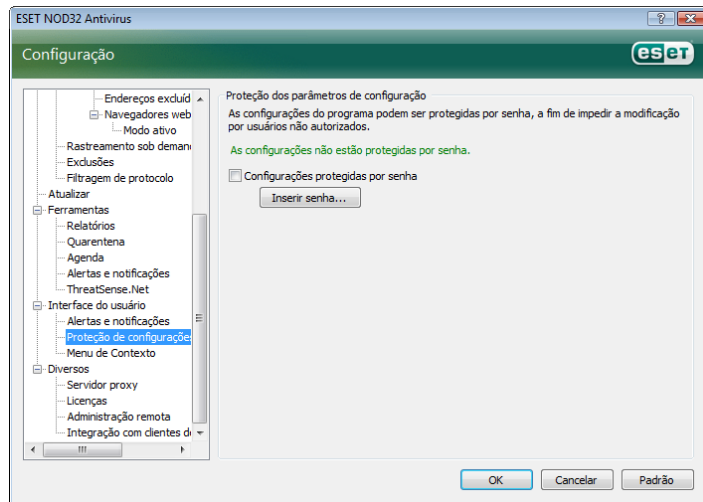 ESET NOD32 Antivirus
Configuração
eseT
Endereços excluíd
Navegadores web
Modo ativo
Rastreamento sob deman
Exclusões
Filtragem de protocolo
Atualizar
Ferramentas
Relatórios
Quarentena
Agenda
Alertas e notificações
ThreatSense.Net
Interface do usuário
Alertas e notificações
Proteção de configurações
Menu de Contexto
Diversos
Servidor proxy
Licenças
Administração remota
Integração com clientes d
Proteção dos parâmetros de configuração
As configurações do programa podem ser protegidas por senha, a fim de impedir a modificação
por usuários não autorizados.
As configurações não estão protegidas por senha.
Configurações protegidas por senha
Inserir senha...
OK
Cancelar
Padrão